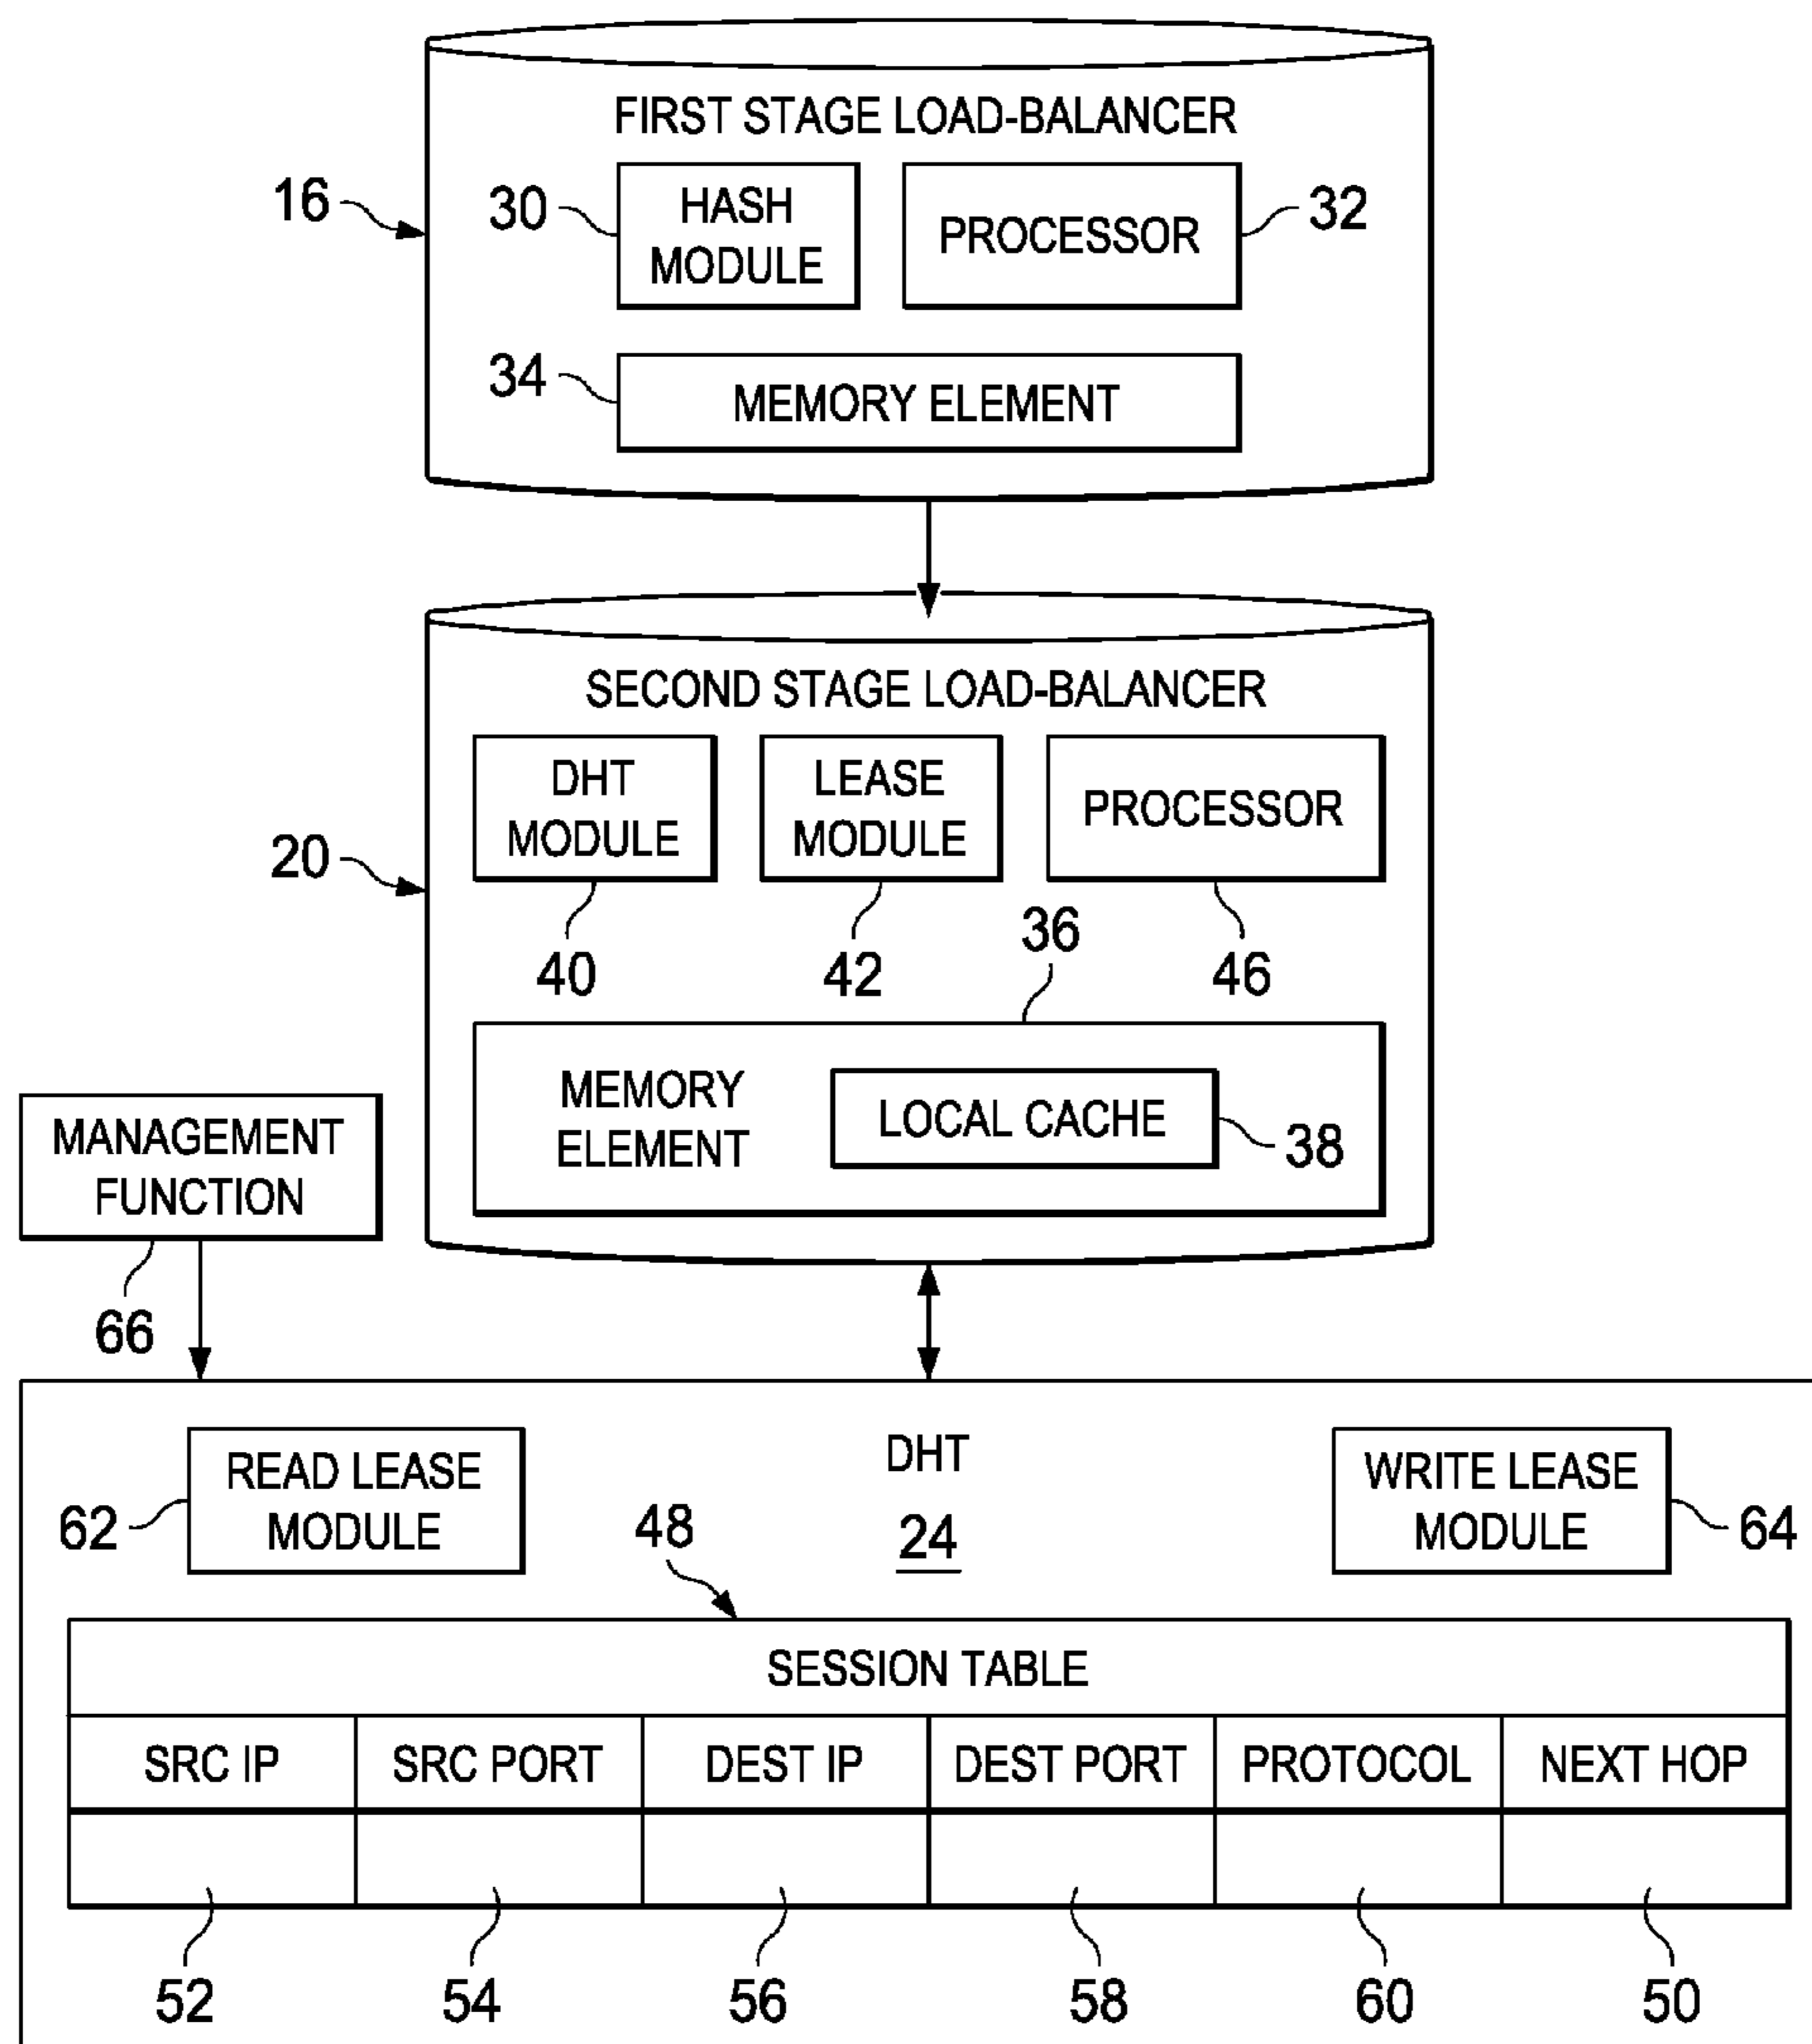 FIRST STAGE LOAD-BALANCER
16
30
HASH
MODULE
PROCESSOR
32
34
MEMORY ELEMENT
SECOND STAGE LOAD-BALANCER
DHT
MODULE
LEASE
MODULE
PROCESSOR
20
40
42
36
46
MEMORY
ELEMENT
LOCAL CACHE
38
MANAGEMENT
FUNCTION
66
READ LEASE
MODULE
62
DHT
24
48
WRITE LEASE
MODULE
64
SESSION TABLE
SRC IP
SRC PORT
DEST IP
DEST PORT
PROTOCOL
NEXT HOP
52
54
56
58
60
50